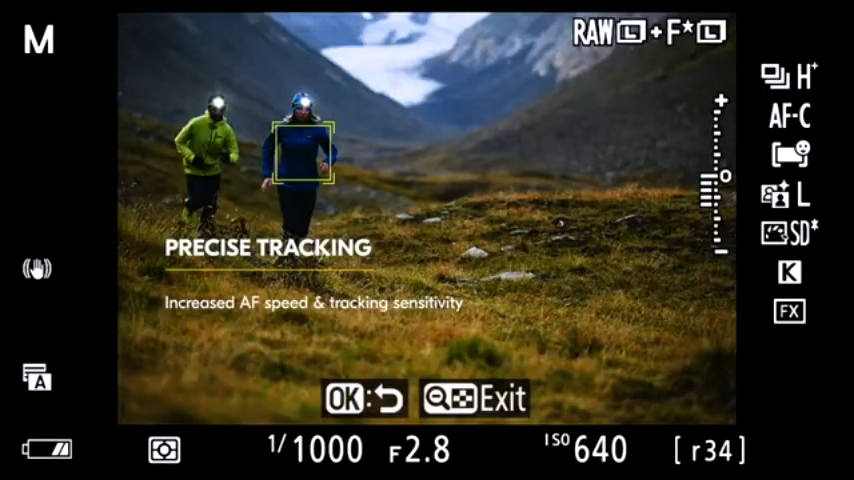 M
RAW L + F★ L
H+
AF-C
L
SD*
K
FX
A
PRECISE TRACKING
Increased AF speed & tracking sensitivity
OK: Exit
1/1000 F2.8 ISO 640 [r34]